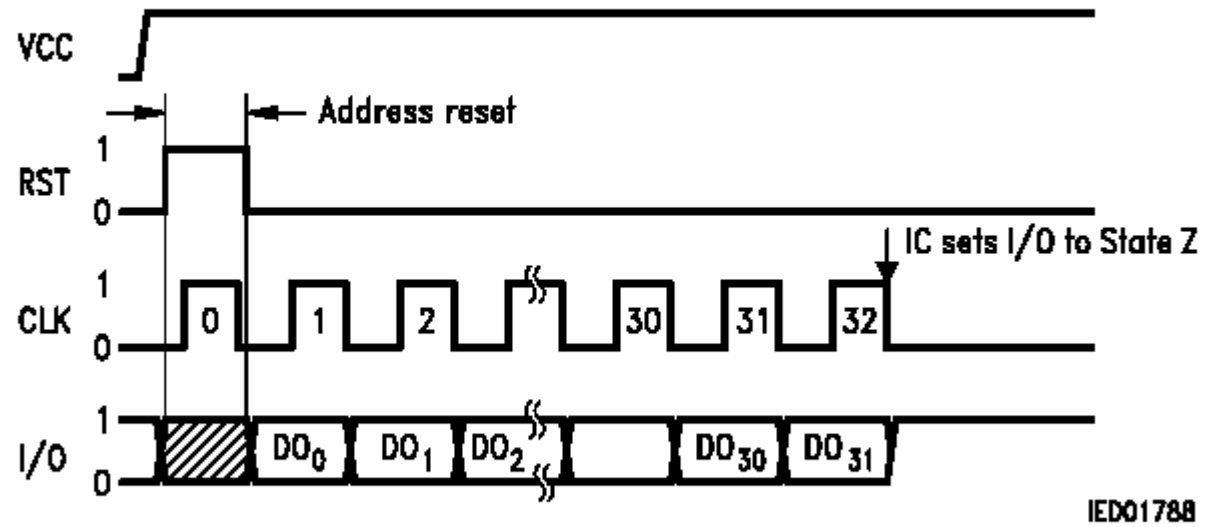 VCC
Address reset
1
RST
0
IC sets I/O to State Z
1
CLK 0 1 2 30 31 32
0
1
I/O DO0 DO1 DO2 DO30 DO31
0
IED01788